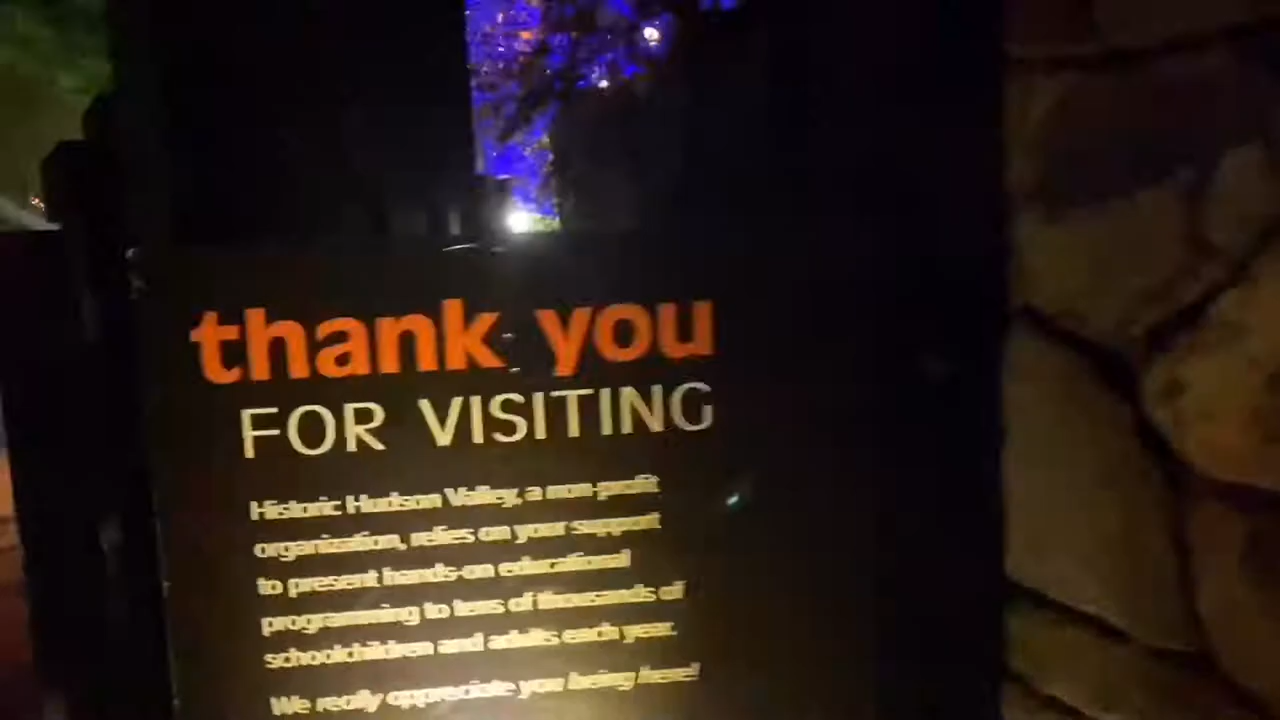 thank you
FOR VISITING
Historic Hudson Valley, a non-profit
organization, relies on your support
to present hands-on educational
programming to tens of thousands of
schoolchildren and adults each year.
We really appreciate you being here!